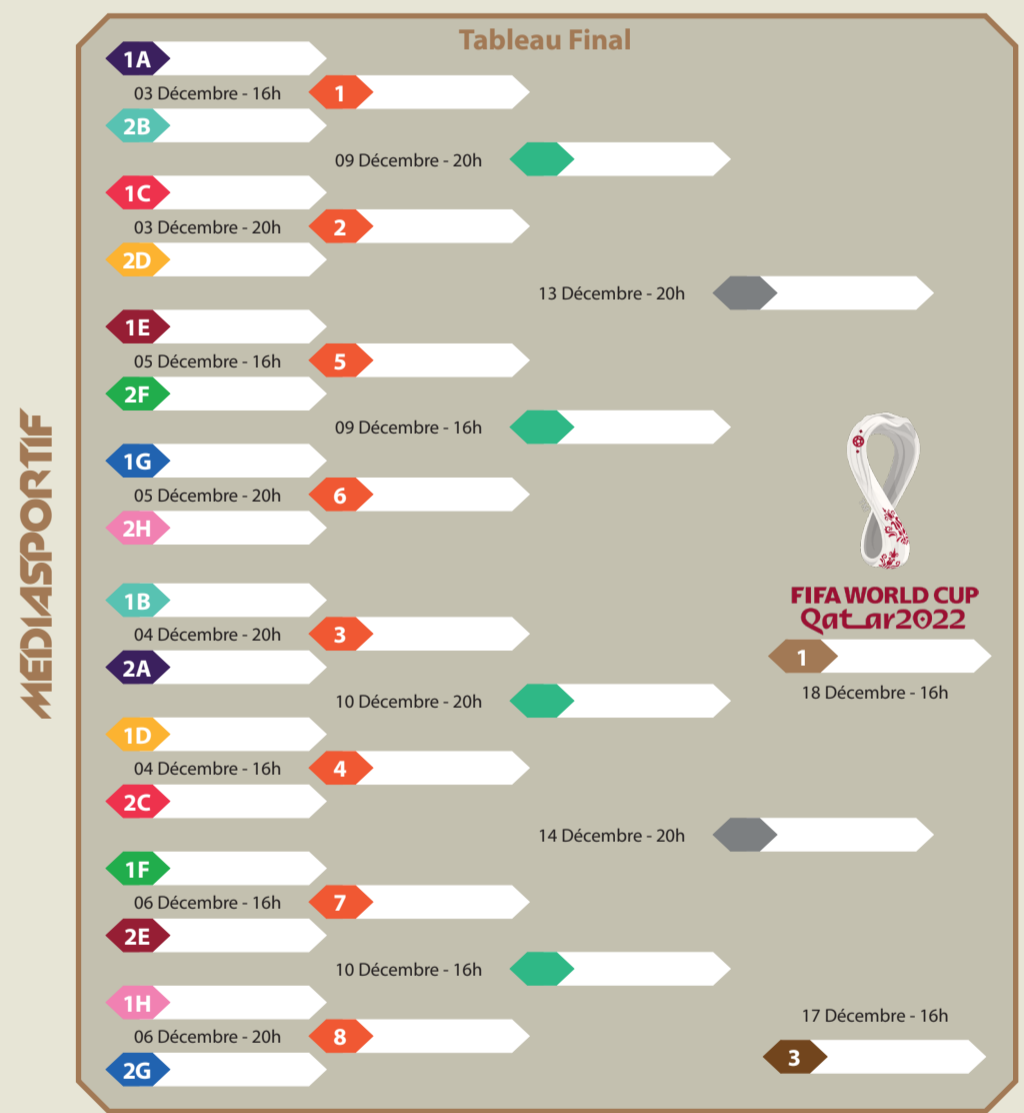 Tableau Final
1A
03 Décembre - 16h
1
2B
09 Décembre - 20h
1C
03 Décembre - 20h
2
2D
13 Décembre - 20h
1E
05 Décembre - 16h
5
2F
09 Décembre - 16h
1G
05 Décembre - 20h
6
2H
1B
04 Décembre - 20h
3
2A
10 Décembre - 20h
1D
04 Décembre - 16h
4
2C
14 Décembre - 20h
1F
06 Décembre - 16h
7
2E
10 Décembre - 16h
1H
06 Décembre - 20h
8
2G
FIFA WORLD CUP
Qatar2022
1
18 Décembre - 16h
17 Décembre - 16h
3
MEDIASPORTIF